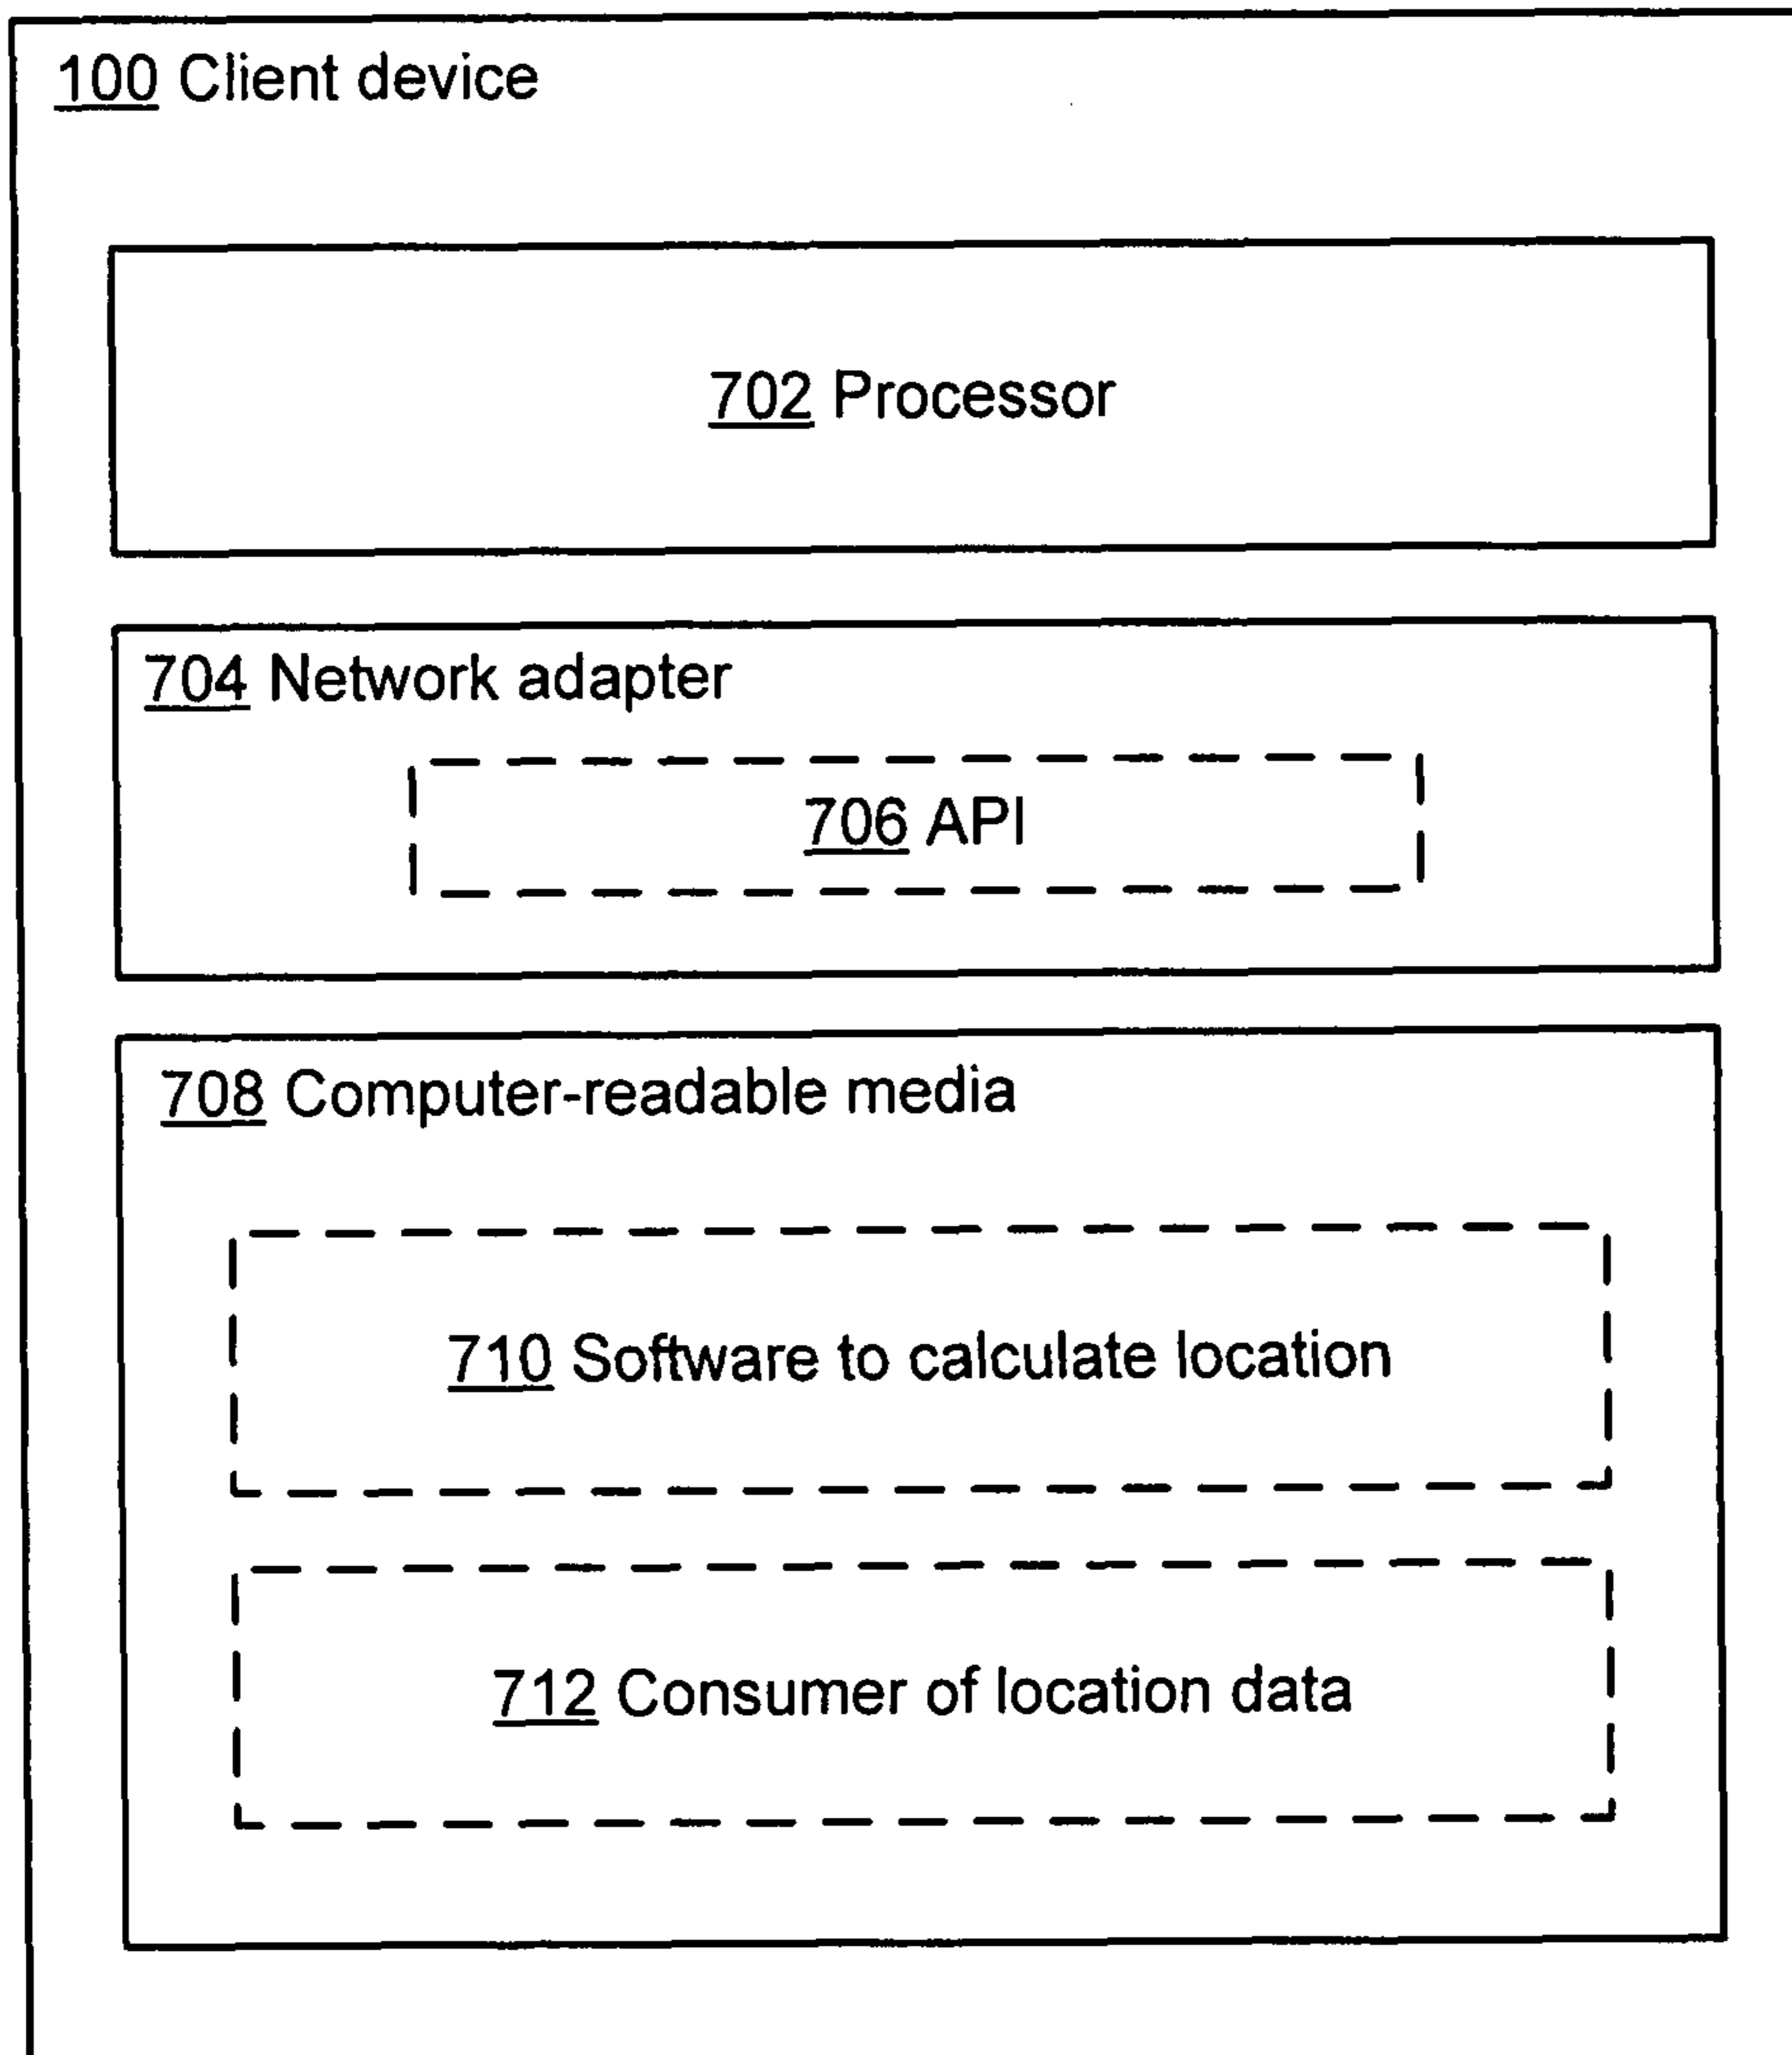 100 Client device
702 Processor
704 Network adapter
706 API
708 Computer-readable media
710 Software to calculate location
712 Consumer of location data